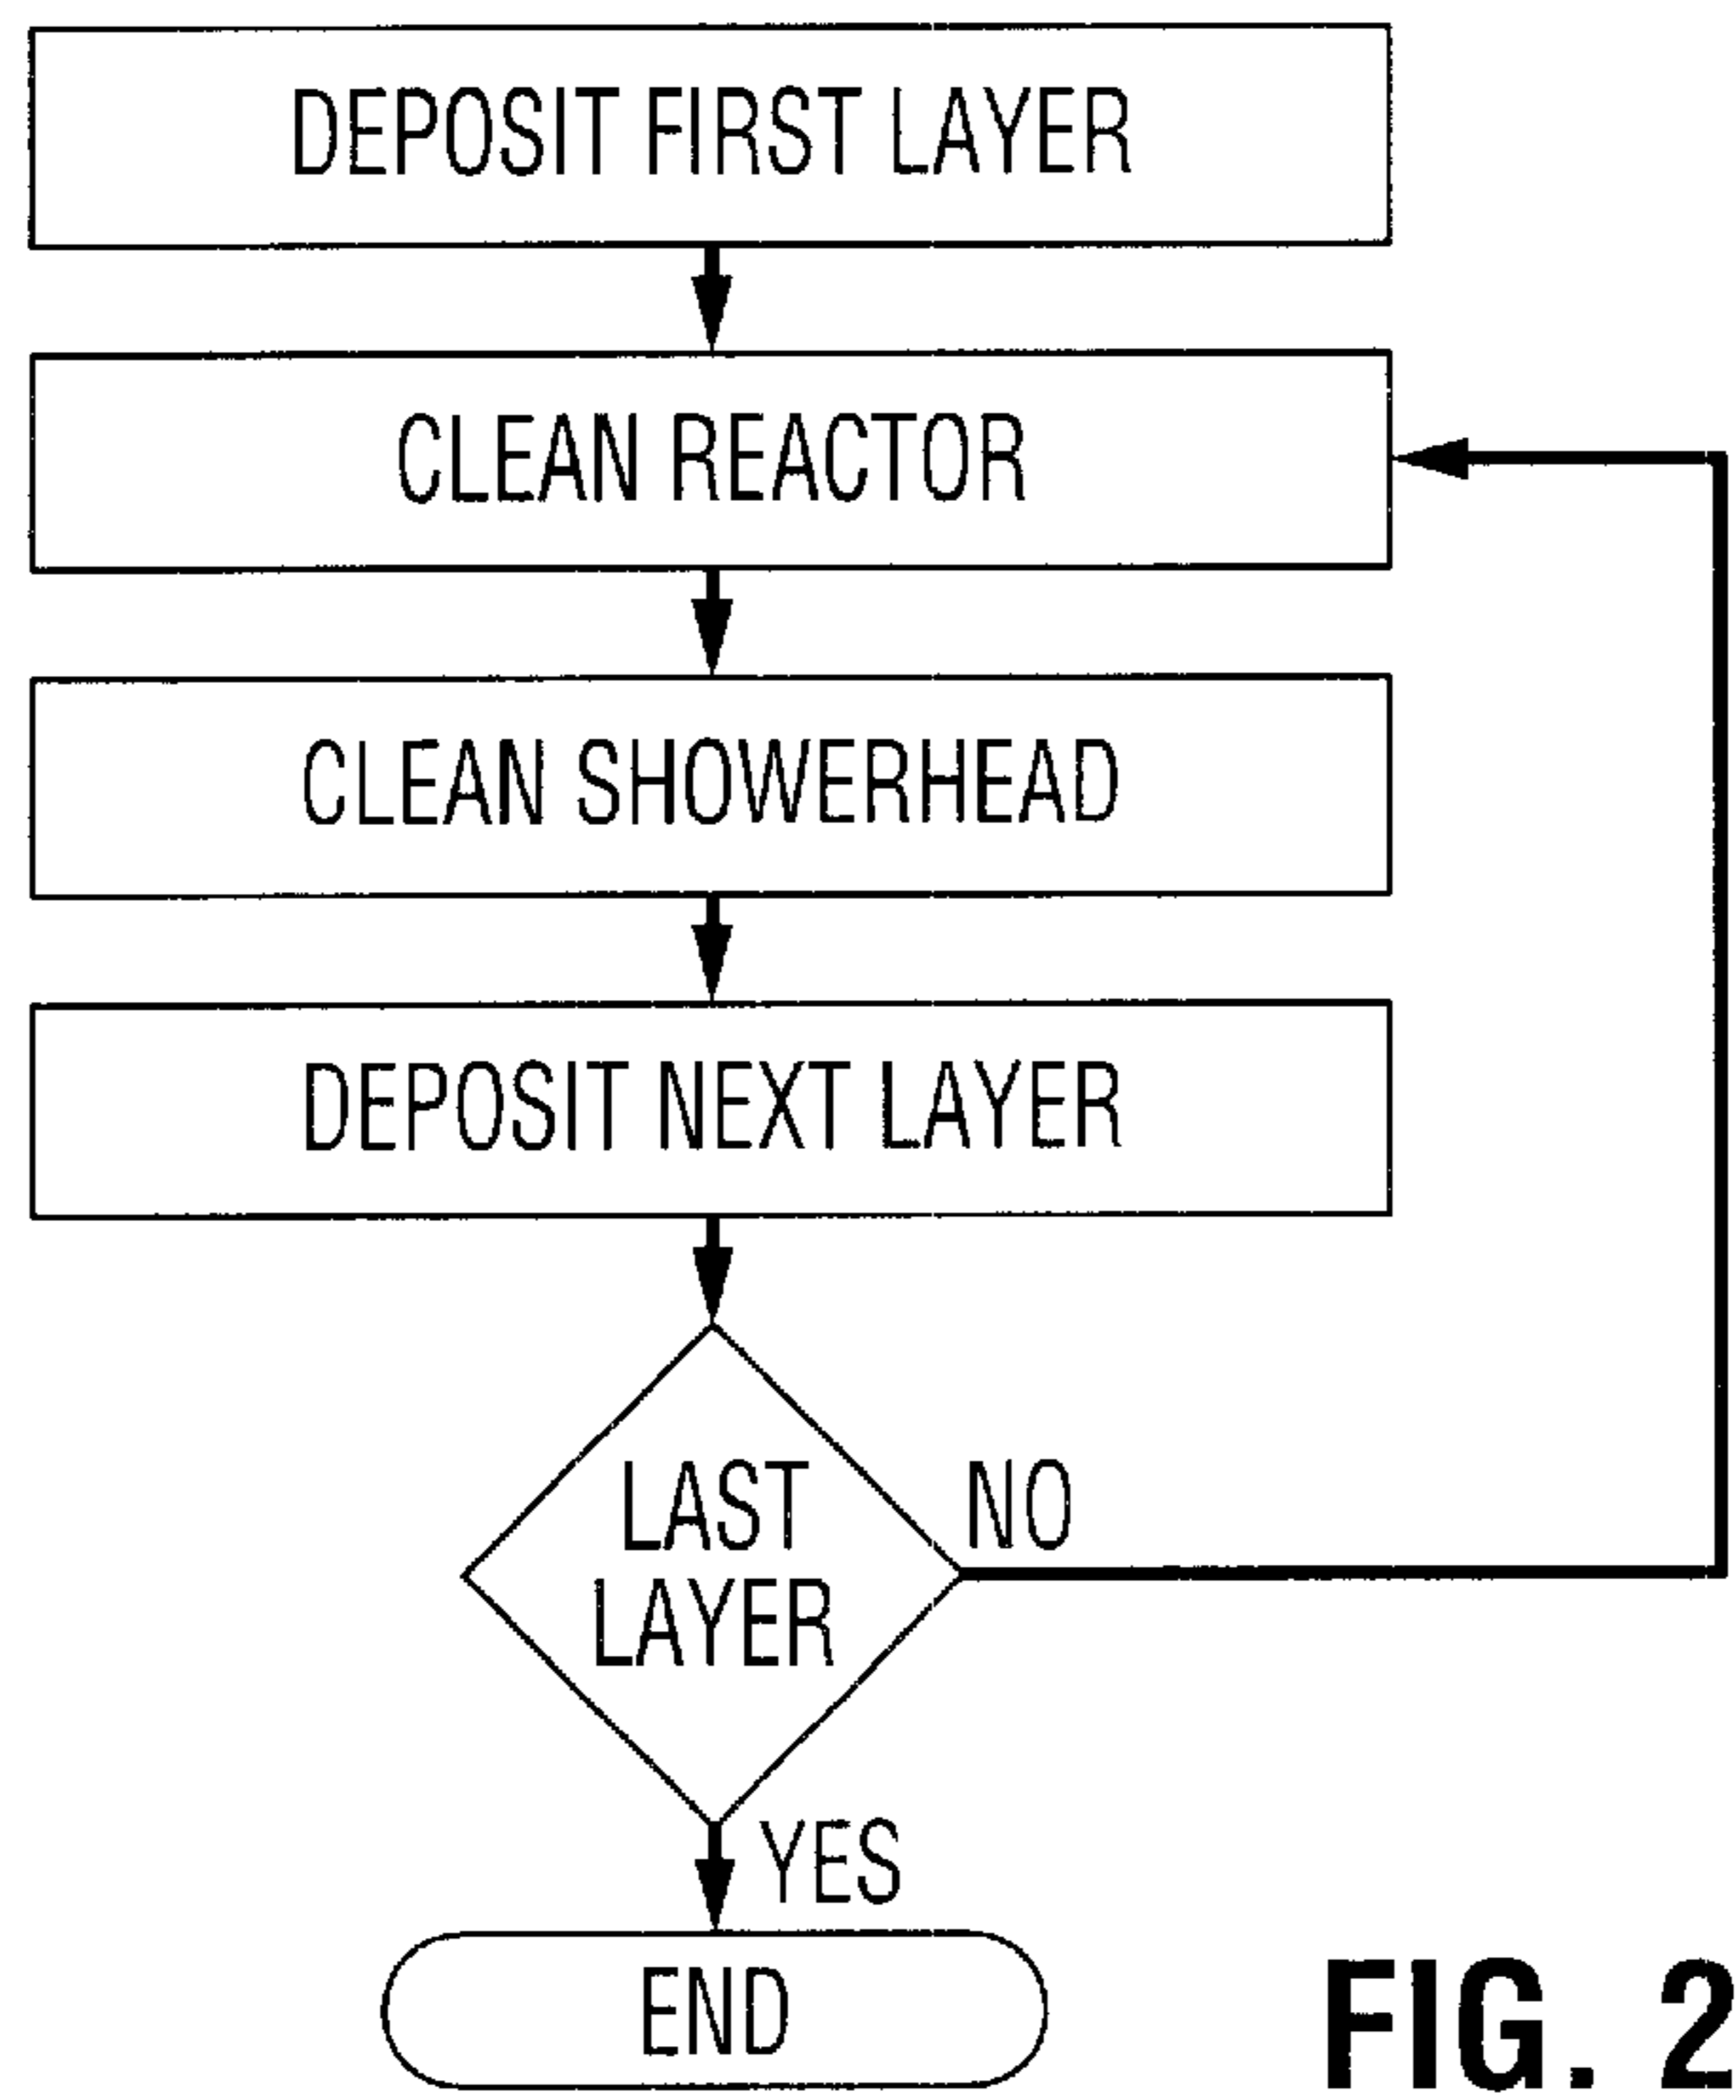 DEPOSIT FIRST LAYER
CLEAN REACTOR
CLEAN SHOWERHEAD
DEPOSIT NEXT LAYER
LAST
LAYER
NO
YES
END
FIG. 2